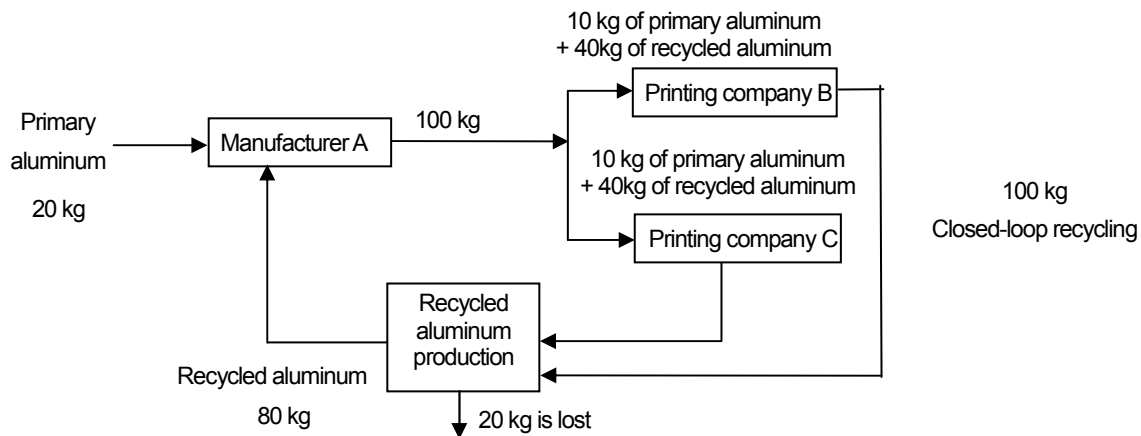 10 kg of primary aluminum
+ 40kg of recycled aluminum
Printing company B
Primary
aluminum
20 kg
Manufacturer A
100 kg
10 kg of primary aluminum
+ 40kg of recycled aluminum
Printing company C
100 kg
Closed-loop recycling
Recycled
aluminum
production
Recycled aluminum
80 kg
20 kg is lost